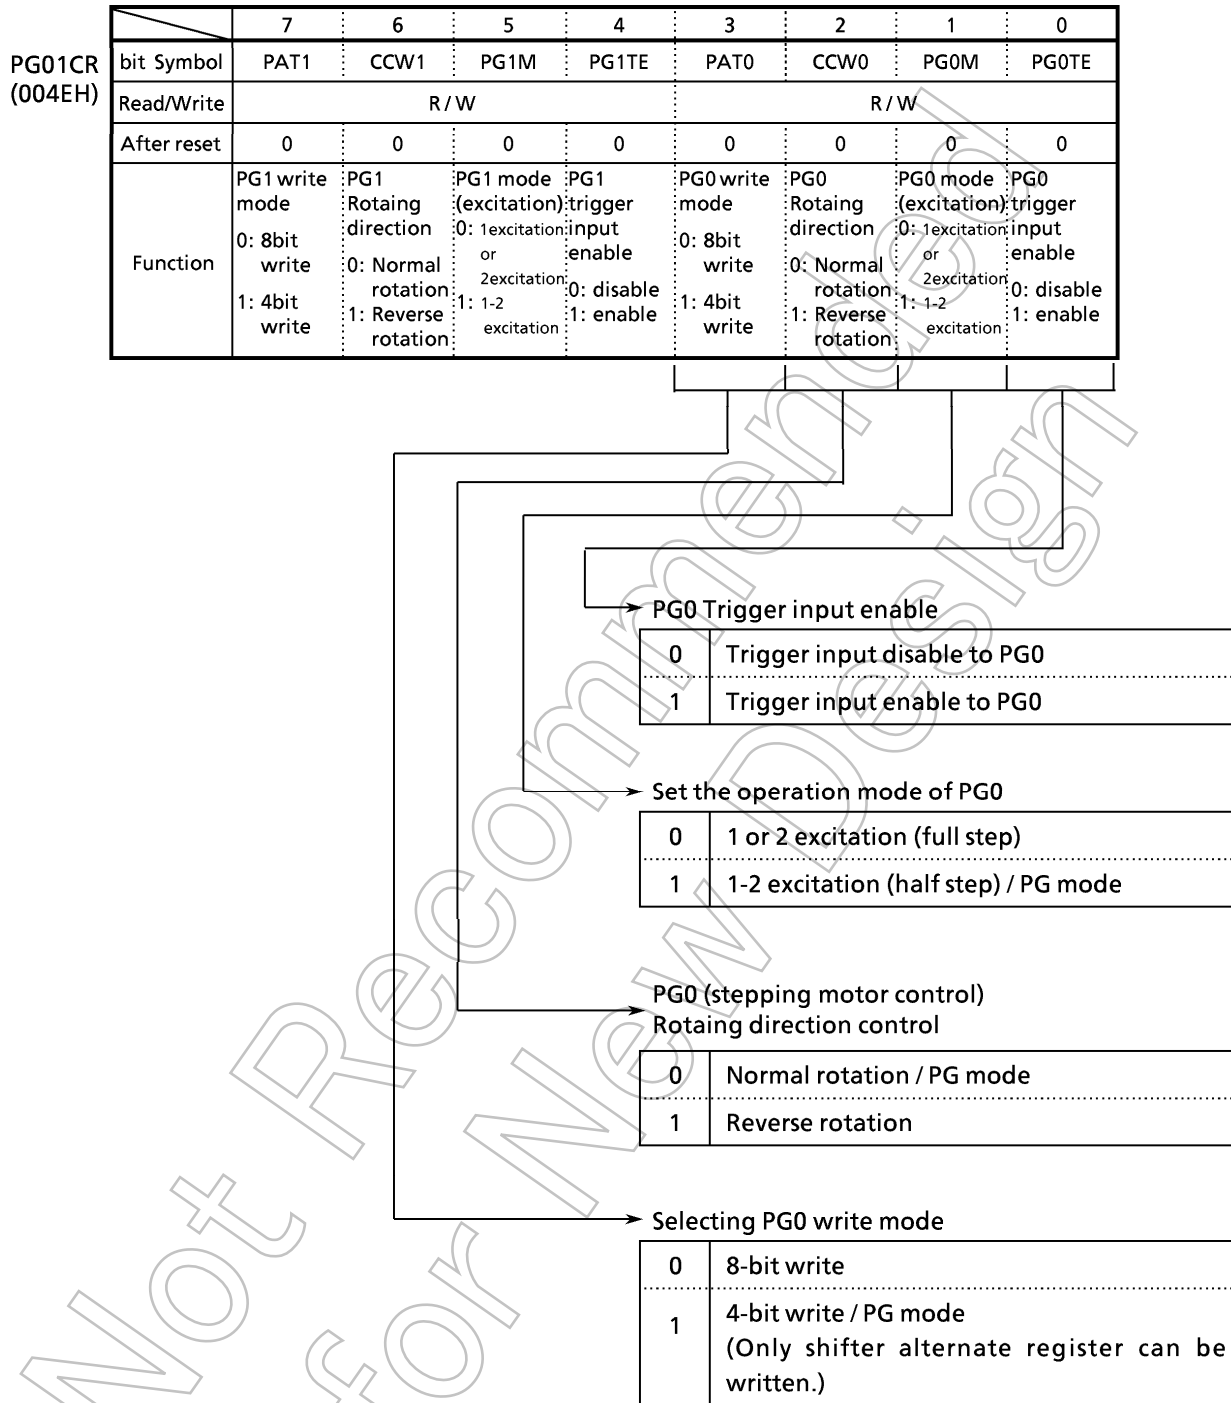 7 6 5 4 3 2 1 0
PG01CR
(004EH)
bit Symbol PAT1 CCW1 PG1M PG1TE PAT0 CCW0 PG0M PG0TE
Read/Write R / W R / W
After reset 0 0 0 0 0 0 0 0
Function
PG1 write
mode
0: 8bit
write
1: 4bit
write
PG1
Rotaing
direction
0: Normal
rotation
1: Reverse
rotation
PG1 mode
(excitation)
0: 1excitation
or
2excitation
1: 1-2
excitation
PG1
trigger
input
enable
0: disable
1: enable
PG0 write
mode
0: 8bit
write
1: 4bit
write
PG0
Rotaing
direction
0: Normal
rotation
1: Reverse
rotation
PG0 mode
(excitation)
0: 1excitation
or
2excitation
1: 1-2
excitation
PG0
trigger
input
enable
0: disable
1: enable
PG0 Trigger input enable
0 Trigger input disable to PG0
1 Trigger input enable to PG0
Set the operation mode of PG0
0 1 or 2 excitation (full step)
1 1-2 excitation (half step) / PG mode
PG0 (stepping motor control)
Rotaing direction control
0 Normal rotation / PG mode
1 Reverse rotation
Selecting PG0 write mode
0 8-bit write
1 4-bit write / PG mode
(Only shifter alternate register can be
written.)
Not Recommended
for New Design